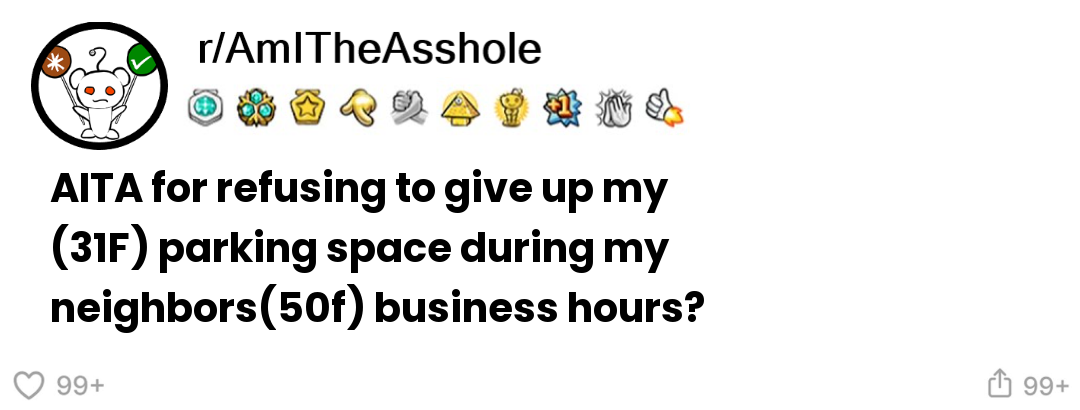 r/AmITheAsshole
+1
AITA for refusing to give up my
(31F) parking space during my
neighbors(50f) business hours?
99+
99+